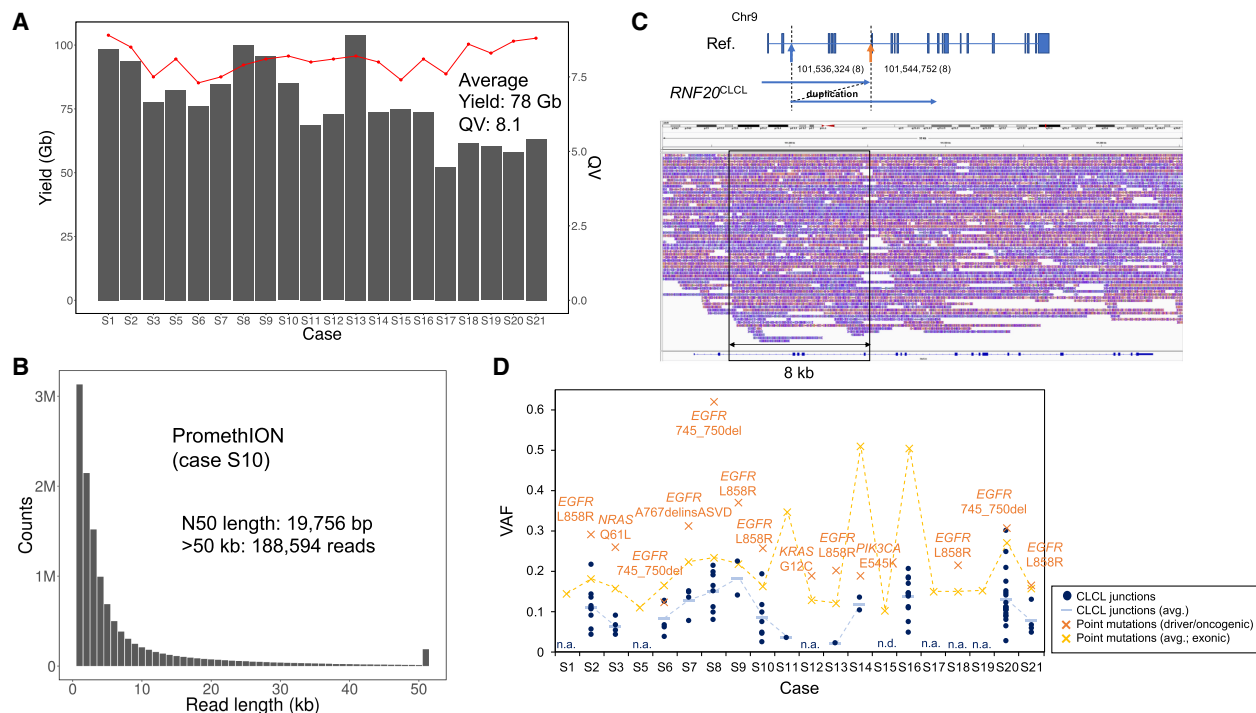 A
100
75
50
25
0
Yield (Gb)
7.5
5.0
2.5
0.0
QV
Average
Yield: 78 Gb
QV: 8.1
S1 S2 S3 S5 S6 S7 S8 S9 S10 S11 S12 S13 S14 S15 S16 S17 S18 S19 S20 S21
Case
B
3M
2M
1M
0
Counts
PromethION
(case S10)
N50 length: 19,756 bp
>50 kb: 188,594 reads
0 10 20 30 40 50
Read length (kb)
C
Chr9
Ref.
101,536,324 (8) 101,544,752 (8)
RNF20CLCL
duplication
8 kb
D
0.6
0.5
0.4
0.3
0.2
0.1
0
VAF
EGFR
L858R
NRAS
Q61L
EGFR
745_750del
EGFR
A767delinsASVD
EGFR
745_750del
EGFR
L858R
EGFR
L858R
KRAS
G12C
EGFR
L858R
PIK3CA
E545K
EGFR
L858R
EGFR
745_750del
EGFR
L858R
n.a. n.a. n.a. n.d. n.a. n.a. n.a.
S1 S2 S3 S5 S6 S7 S8 S9 S10 S11 S12 S13 S14 S15 S16 S17 S18 S19 S20 S21
Case
CLCL junctions
CLCL junctions (avg.)
Point mutations (driver/oncogenic)
Point mutations (avg.; exonic)